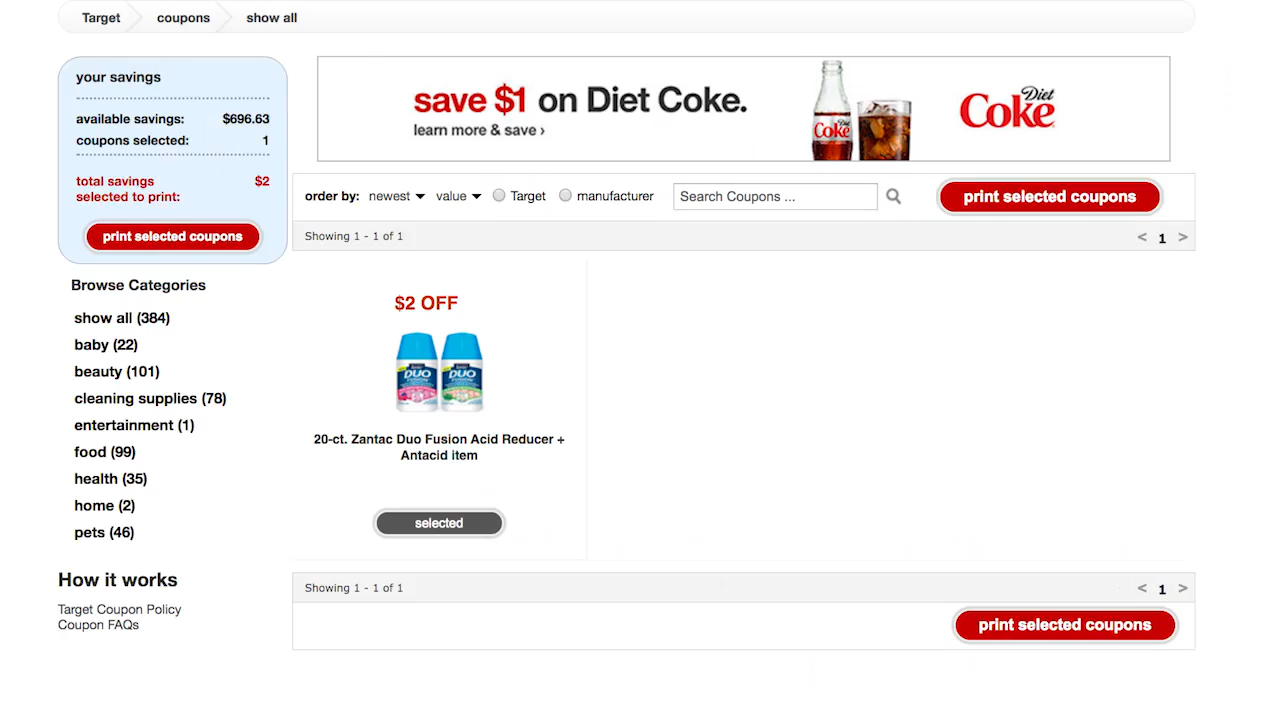 Target
coupons
show all
your savings
available savings: $696.63
coupons selected: 1
total savings $2
selected to print:
print selected coupons
save $1 on Diet Coke.
learn more & save ›
Diet
Coke
Diet
Coke
order by: newest value Target manufacturer Search Coupons ... print selected coupons
Showing 1 - 1 of 1 < 1 >
Browse Categories
show all (384)
baby (22)
beauty (101)
cleaning supplies (78)
entertainment (1)
food (99)
health (35)
home (2)
pets (46)
How it works
Target Coupon Policy
Coupon FAQs
$2 OFF
DUO DUO
20-ct. Zantac Duo Fusion Acid Reducer +
Antacid item
selected
Showing 1 - 1 of 1 < 1 >
print selected coupons